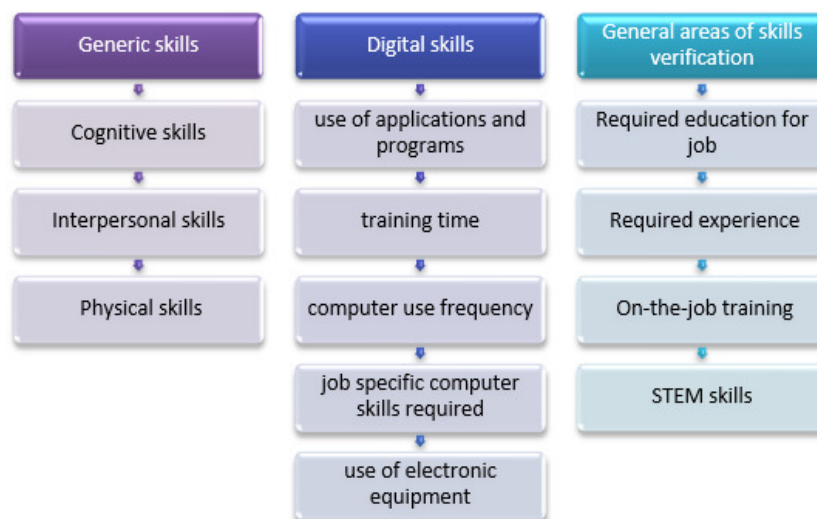 Generic skills
Cognitive skills
Interpersonal skills
Physical skills
Digital skills
use of applications and
programs
training time
computer use frequency
job specific computer
skills required
use of electronic
equipment
General areas of skills
verification
Required education for
job
Required experience
On-the-job training
STEM skills